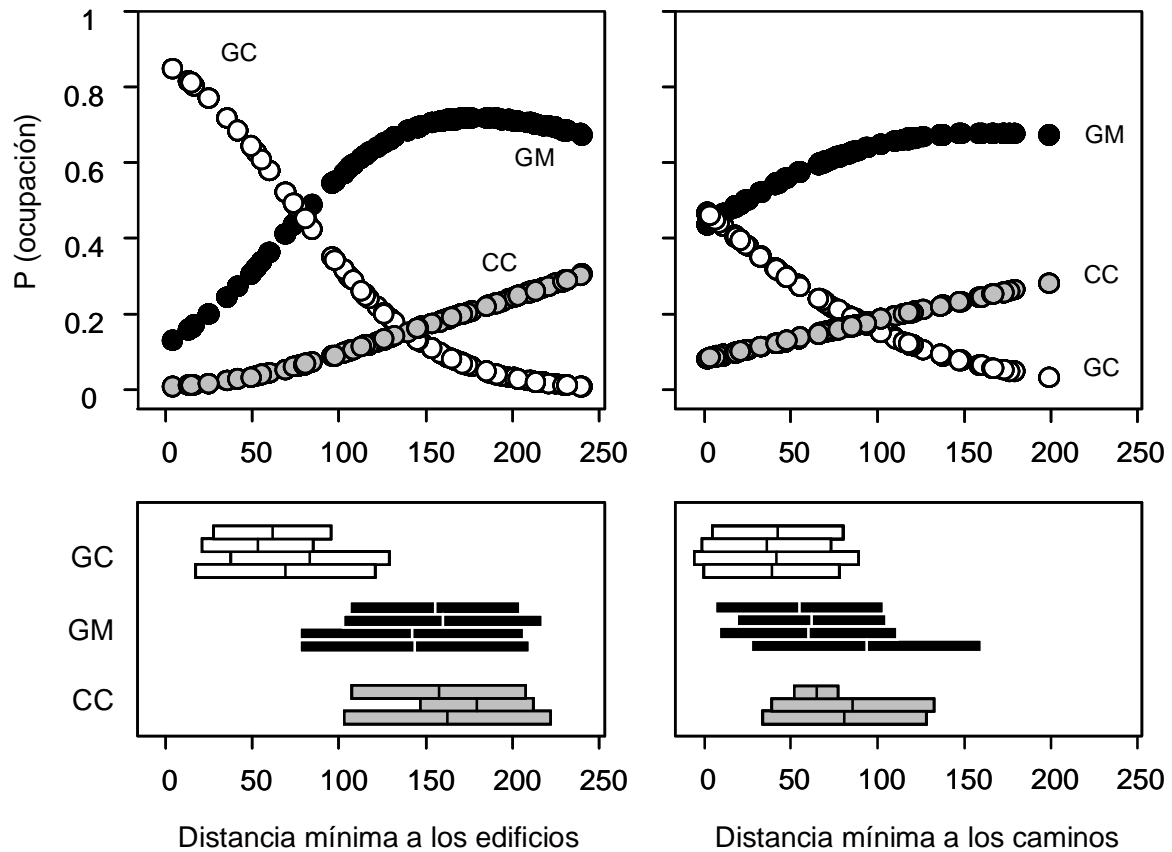 P (ocupación)
1
0.8
0.6
0.4
0.2
0
GC
GM
CC
0 50 100 150 200 250
GM
CC
GC
0 50 100 150 200 250
GC
GM
CC
0 50 100 150 200 250
0 50 100 150 200 250
Distancia mínima a los edificios
Distancia mínima a los caminos